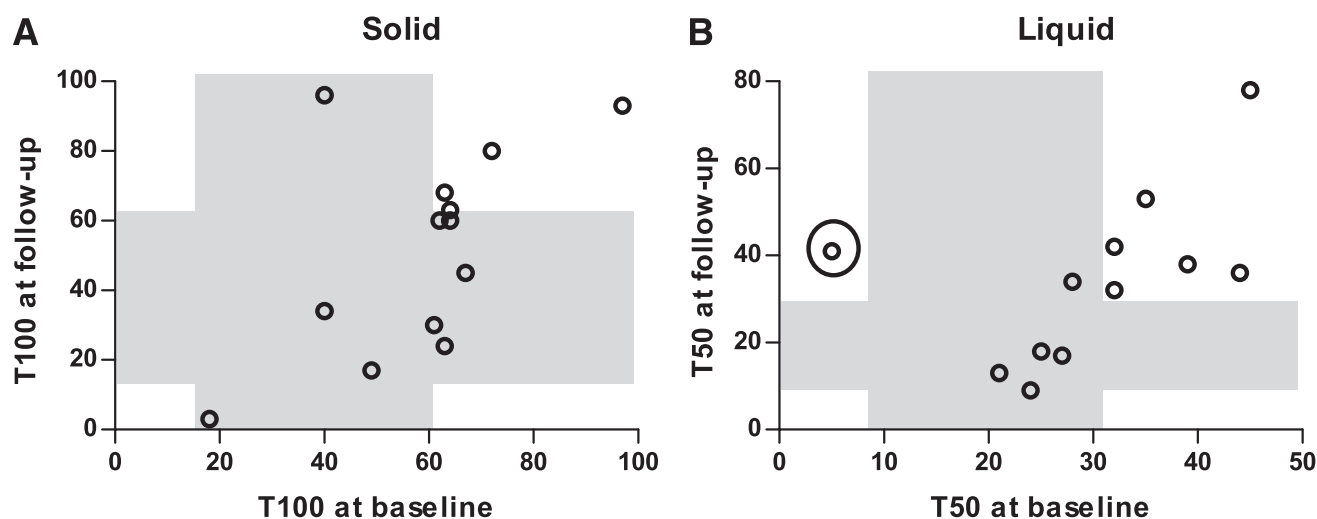 A
Solid
T100 at follow-up
100
80
60
40
20
0
0 20 40 60 80 100
T100 at baseline
B
Liquid
T50 at follow-up
80
60
40
20
0
0 10 20 30 40 50
T50 at baseline